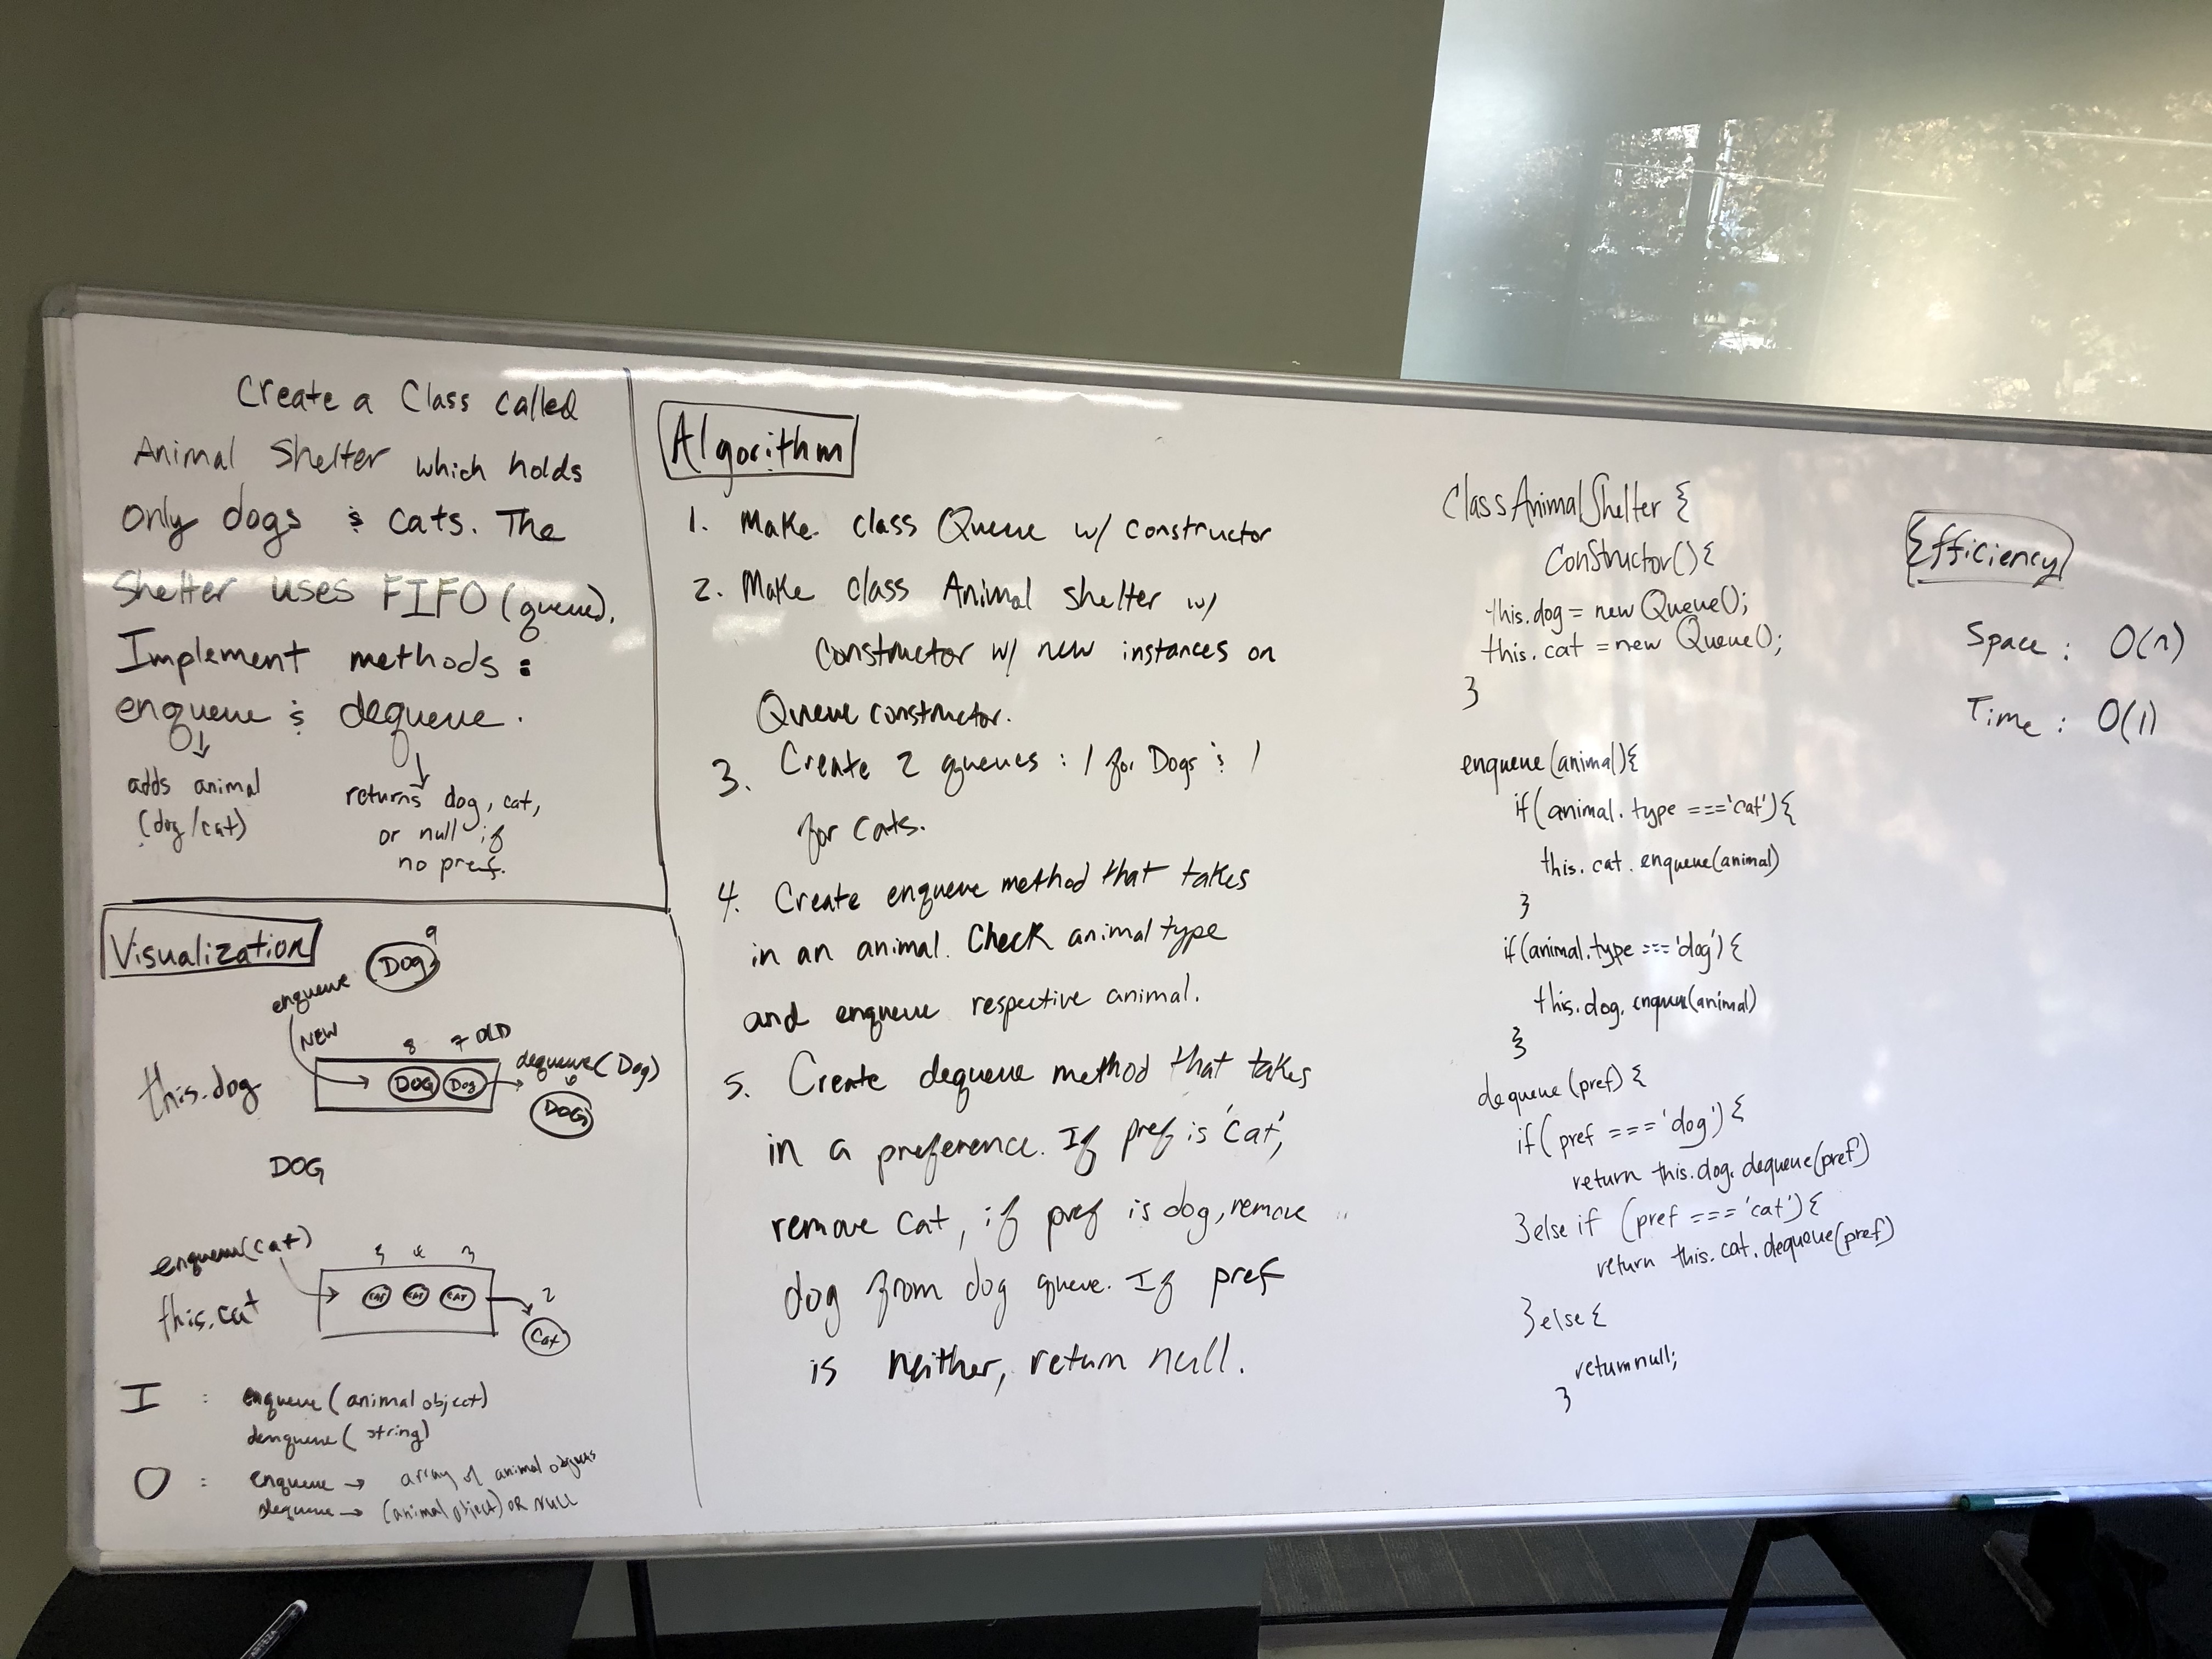 Create a Class called
Animal Shelter which holds
only dogs & cats. The
Shelter uses FIFO (queue).
Implement methods:
enqueue & dequeue.
adds animal
(dog/cat)
returns dog, cat,
or null if
no pref.
Visualization
9
Dog
enqueue
NEW
8 7 OLD
this.dog
DOG Dog
dequeue(Dog)
DOG
DOG
enqueue(cat)
5 4 3
this.cat
CAT CAT CAT
2
Cat
I : enqueue(animal object)
denqueue(string)
O : enqueue → array of animal objects
dequeue → (animal object) OR NULL
Algorithm
1. Make class Queue w/ constructor
2. Make class Animal shelter w/
constructor w/ new instances on
Queue constructor.
3. Create 2 queues: 1 for Dogs & 1
for cats.
4. Create enqueue method that takes
in an animal. Check animal type
and enqueue respective animal.
5. Create dequeue method that takes
in a preference. If pref is 'cat',
remove cat, if pref is dog, remove
dog from dog queue. If pref
is neither, return null.
Class AnimalShelter {
Constructor(){
this.dog = new Queue();
this.cat = new Queue();
}
enqueue(animal){
if(animal.type === 'cat'){
this.cat.enqueue(animal)
}
if(animal.type === 'dog'){
this.dog.enqueue(animal)
}
dequeue(pref){
if(pref === 'dog'){
return this.dog.dequeue(pref)
}else if (pref === 'cat'){
return this.cat.dequeue(pref)
}else{
return null;
}
Efficiency
Space: O(n)
Time: O(1)
ARTEZA